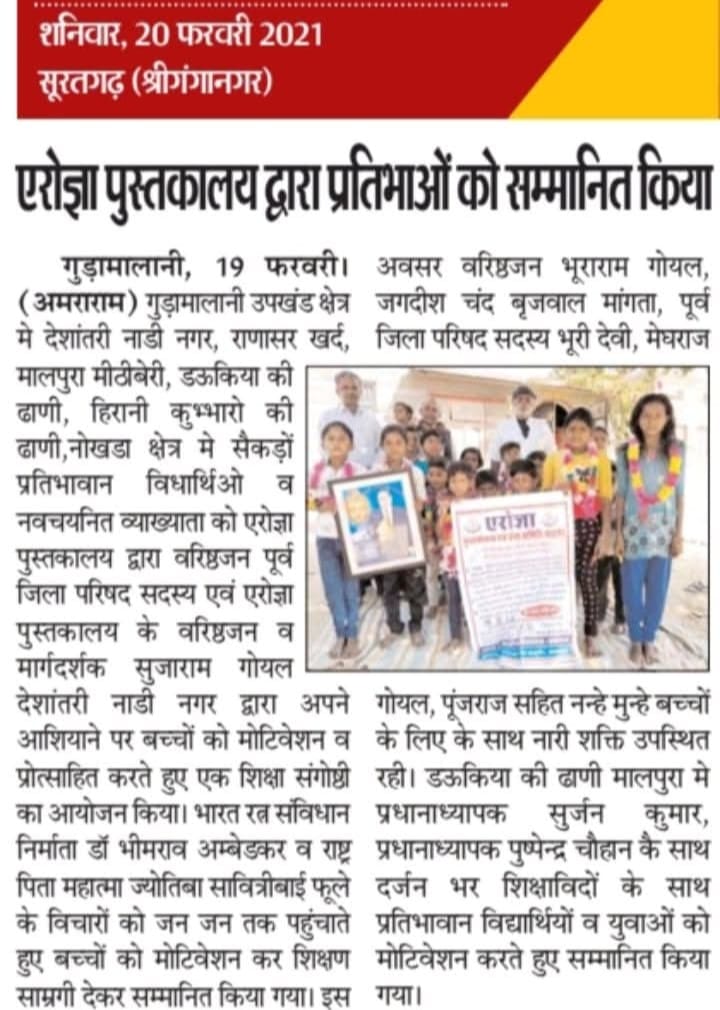 शनिवार, 20 फरवरी 2021
सूरतगढ़ (श्रीगंगानगर)
एरोज्ञा पुस्तकालय द्वारा प्रतिभाओं को सम्मानित किया
गुड़ामालानी, 19 फरवरी।
(अमराराम) गुड़ामालानी उपखंड क्षेत्र
मे देशांतरी नाडी नगर, राणासर खर्द,
मालपुरा मीठीबेरी, डऊकिया की
ढाणी, हिरानी कुभ्भारो की
ढाणी,नोखडा क्षेत्र मे सैकड़ों
प्रतिभावान विधार्थिओ व
नवचयनित व्याख्याता को एरोज्ञा
पुस्तकालय द्वारा वरिष्ठजन पूर्व
जिला परिषद सदस्य एवं एरोज्ञा
पुस्तकालय के वरिष्ठजन व
मार्गदर्शक सुजाराम गोयल
देशांतरी नाडी नगर द्वारा अपने
आशियाने पर बच्चों को मोटिवेशन व
प्रोत्साहित करते हुए एक शिक्षा संगोष्ठी
का आयोजन किया। भारत रत्न संविधान
निर्माता डॉ भीमराव अम्बेडकर व राष्ट्र
पिता महात्मा ज्योतिबा सावित्रीबाई फूले
के विचारों को जन जन तक पहुंचाते
हुए बच्चों को मोटिवेशन कर शिक्षण
साम्रगी देकर सम्मानित किया गया। इस
अवसर वरिष्ठजन भूराराम गोयल,
जगदीश चंद बृजवाल मांगता, पूर्व
जिला परिषद सदस्य भूरी देवी, मेघराज
एरोज्ञा
गोयल, पूंजराज सहित नन्हे मुन्हे बच्चों
के लिए के साथ नारी शक्ति उपस्थित
रही। डऊकिया की ढाणी मालपुरा मे
प्रधानाध्यापक सुर्जन कुमार,
प्रधानाध्यापक पुष्पेन्द्र चौहान कै साथ
दर्जन भर शिक्षाविदों के साथ
प्रतिभावान विद्यार्थियों व युवाओं को
मोटिवेशन करते हुए सम्मानित किया
गया।